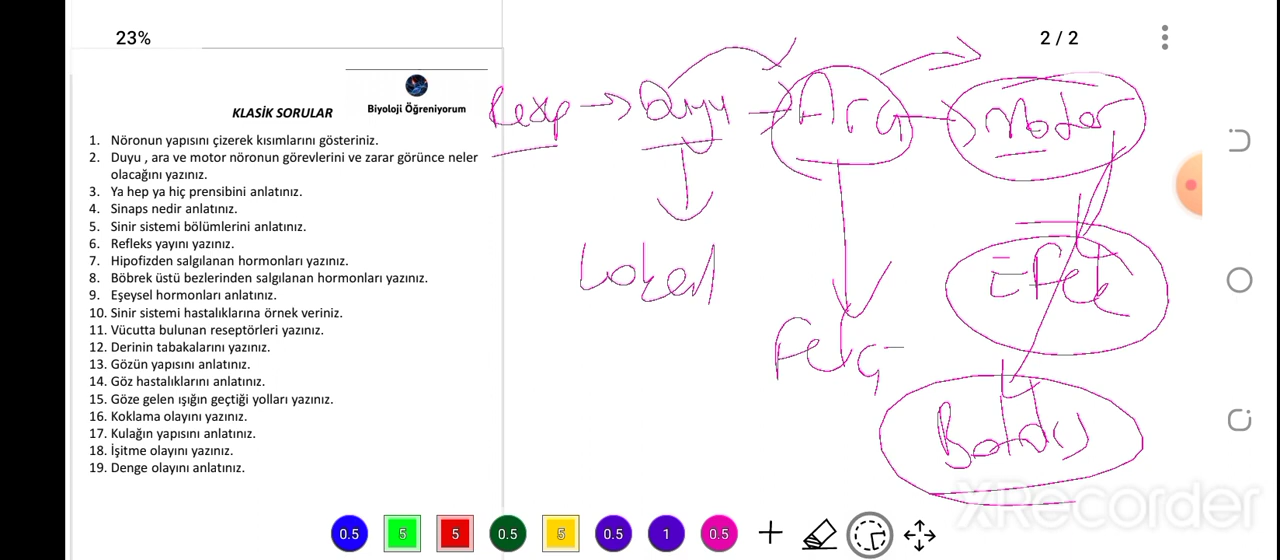 23%
2 / 2
KLASİK SORULAR
Biyoloji Öğreniyorum
1. Nöronun yapısını çizerek kısımlarını gösteriniz.
2. Duyu , ara ve motor nöronun görevlerini ve zarar görünce neler
olacağını yazınız.
3. Ya hep ya hiç prensibini anlatınız.
4. Sinaps nedir anlatınız.
5. Sinir sistemi bölümlerini anlatınız.
6. Refleks yayını yazınız.
7. Hipofizden salgılanan hormonları yazınız.
8. Böbrek üstü bezlerinden salgılanan hormonları yazınız.
9. Eşeysel hormonları anlatınız.
10. Sinir sistemi hastalıklarına örnek veriniz.
11. Vücutta bulunan reseptörleri yazınız.
12. Derinin tabakalarını yazınız.
13. Gözün yapısını anlatınız.
14. Göz hastalıklarını anlatınız.
15. Göze gelen ışığın geçtiği yolları yazınız.
16. Koklama olayını yazınız.
17. Kulağın yapısını anlatınız.
18. İşitme olayını yazınız.
19. Denge olayını anlatınız.
Resep Duyu Ara Motor
Lokal
Efek
Felç
XRecorder
0.5 5 5 0.5 5 0.5 1 0.5